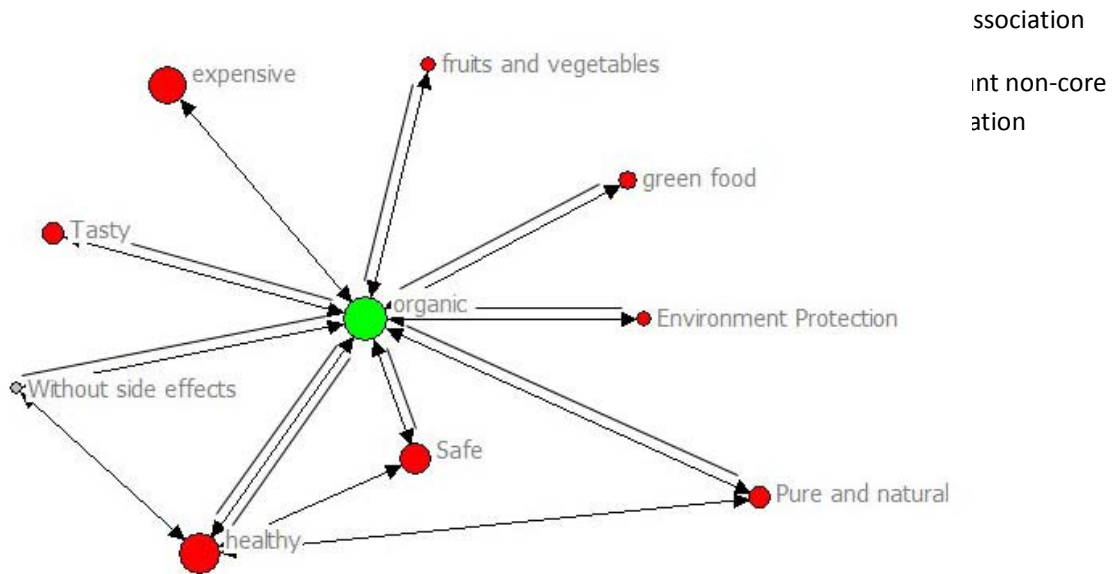 ssociation
expensive
fruits and vegetables
nt non-core
ation
green food
Tasty
organic
Environment Protection
Without side effects
Safe
Pure and natural
healthy